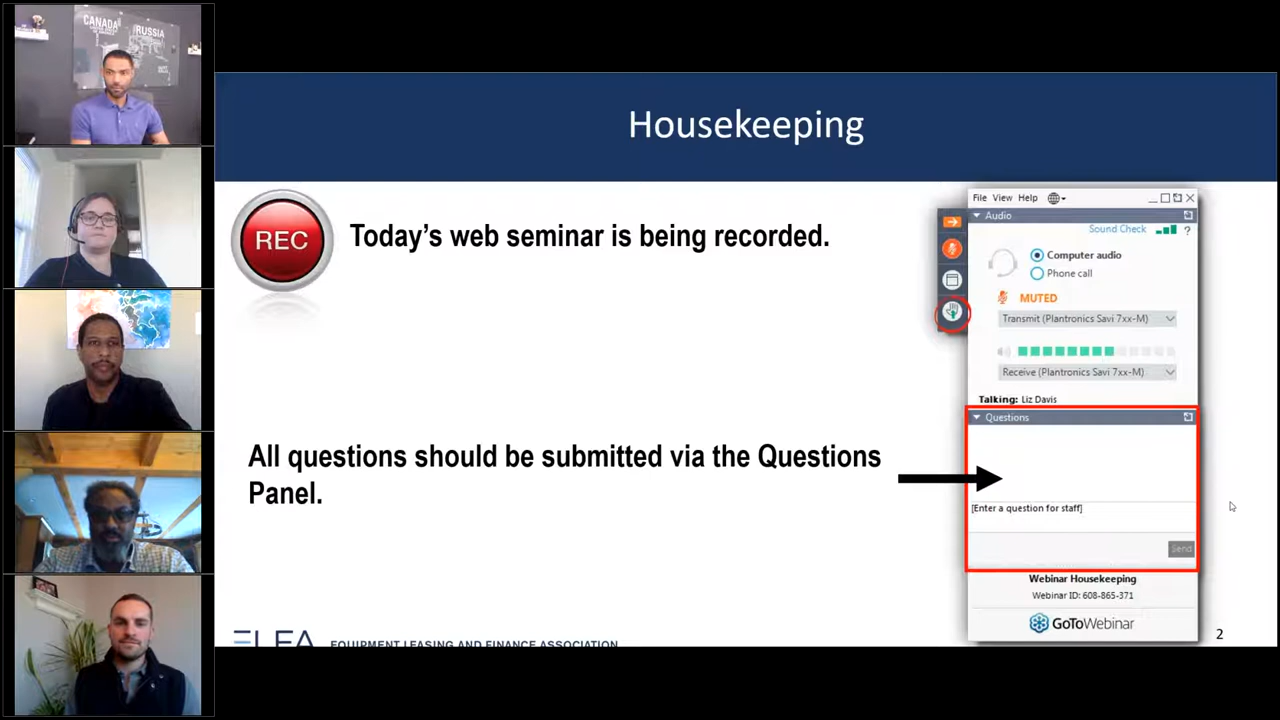 CANADA
RUSSIA
Housekeeping
REC
Today's web seminar is being recorded.
All questions should be submitted via the Questions
Panel.
File View Help
Audio
Sound Check
?
Computer audio
Phone call
MUTED
Transmit (Plantronics Savi 7xx-M)
Receive (Plantronics Savi 7xx-M)
Talking: Liz Davis
Questions
[Enter a question for staff]
Send
Webinar Housekeeping
Webinar ID: 608-865-371
GoToWebinar
ELFA
EQUIPMENT LEASING AND FINANCE ASSOCIATION
2